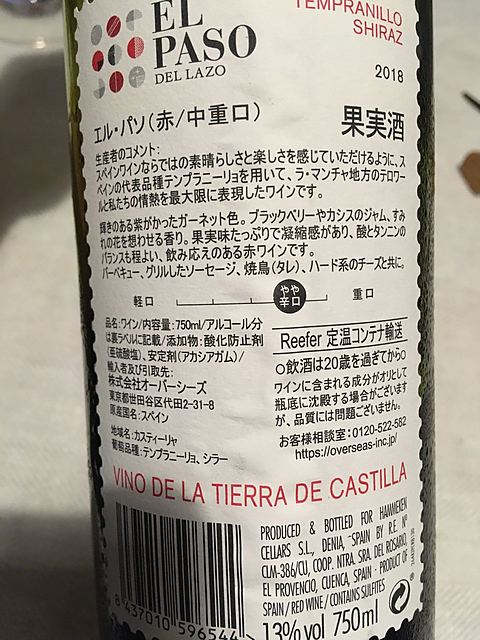 EL
PASO
DEL LAZO
TEMPRANILLO
SHIRAZ
2018
エル・パソ(赤/中重口)
果実酒
生産者のコメント:
スペインワインならではの素晴らしさと楽しさを感じていただけるように、ス
ペインの代表品種テンプラニーリョを用いて、ラ・マンチャ地方のテロワー
ルと私たちの情熱を最大限に表現したワインです。
輝きのある紫がかったガーネット色。ブラックベリーやカシスのジャム、すみ
れの花を想わせる香り。果実味たっぷりで凝縮感があり、酸とタンニンの
バランスも程よい、飲み応えのある赤ワインです。
バーベキュー、グリルしたソーセージ、焼鳥(タレ)、ハード系のチーズと共に。
軽口 やや辛口 重口
品名:ワイン/内容量:750ml/アルコール分
は裏ラベルに記載/添加物:酸化防止剤
(亜硫酸塩)、安定剤(アカシアガム)/
輸入者及び引取先:
株式会社オーバーシーズ
東京都世田谷区代田2-31-8
原産国名:スペイン
地域名:カスティーリャ
葡萄品種:テンプラニーリョ、シラー
Reefer 定温コンテナ輸送
○飲酒は20歳を過ぎてから○
ワインに含まれる成分がオリとして
瓶底に沈殿する場合がございます
が、品質には問題ございません。
お客様相談室:0120-522-582
https://overseas-inc.jp/
VINO DE LA TIERRA DE CASTILLA
PRODUCED & BOTTLED FOR HAMMEKEN
CELLARS S.L., DENIA, SPAIN BY R.E. Nº
CLM-386/CU, COOP. NTRA. SRA. DEL ROSARIO,
EL PROVENCIO, CUENCA, SPAIN · PRODUCT OF
SPAIN / RED WINE / CONTAINS SULFITES
13%vol 750ml
8 437010 596544